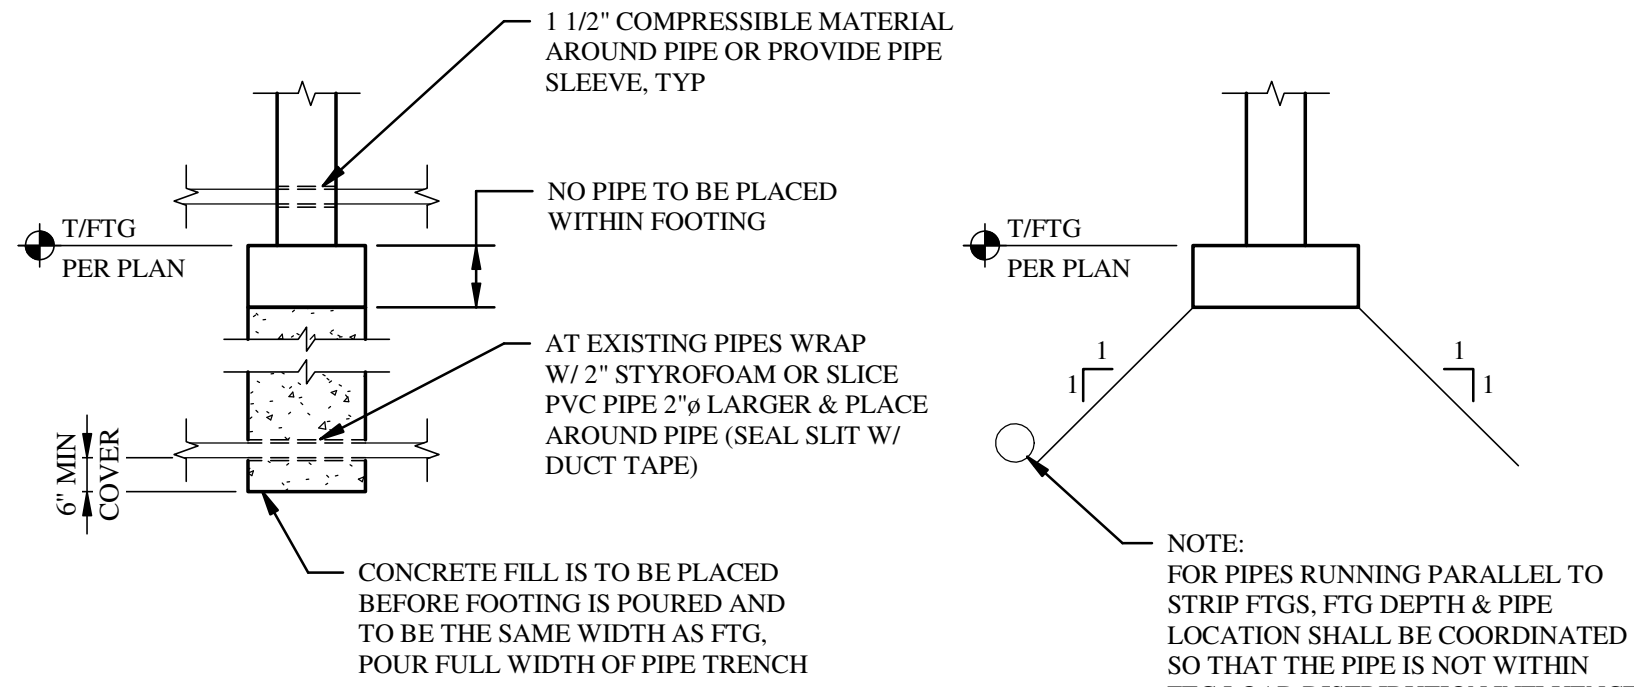 1 1/2" COMPRESSIBLE MATERIAL
AROUND PIPE OR PROVIDE PIPE
SLEEVE, TYP
NO PIPE TO BE PLACED
WITHIN FOOTING
T/FTG
PER PLAN
AT EXISTING PIPES WRAP
W/ 2" STYROFOAM OR SLICE
PVC PIPE 2"ø LARGER & PLACE
AROUND PIPE (SEAL SLIT W/
DUCT TAPE)
6" MIN
COVER
CONCRETE FILL IS TO BE PLACED
BEFORE FOOTING IS POURED AND
TO BE THE SAME WIDTH AS FTG,
POUR FULL WIDTH OF PIPE TRENCH
T/FTG
PER PLAN
1
1
1
1
NOTE:
FOR PIPES RUNNING PARALLEL TO
STRIP FTGS, FTG DEPTH & PIPE
LOCATION SHALL BE COORDINATED
SO THAT THE PIPE IS NOT WITHIN